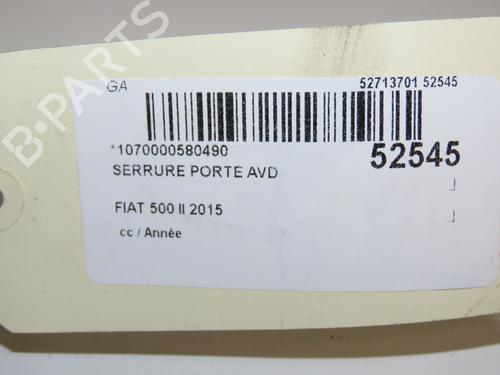 GA
52713701 52545
*1070000580490
52545
SERRURE PORTE AVD
FIAT 500 II 2015
cc / Année
B-PARTS